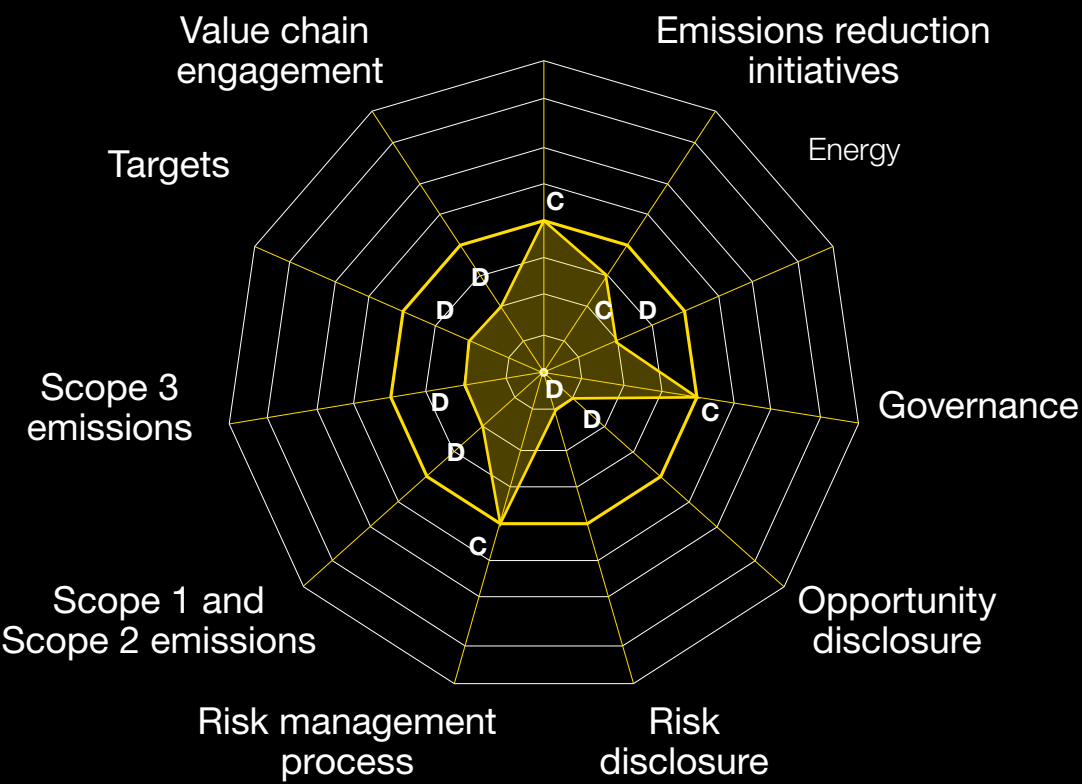 Value chain
engagement
Emissions reduction
initiatives
Energy
Targets
C
D
D
C
D
Scope 3
emissions
D
D
C
Governance
D
D
C
Scope 1 and
Scope 2 emissions
Opportunity
disclosure
Risk management
process
Risk
disclosure